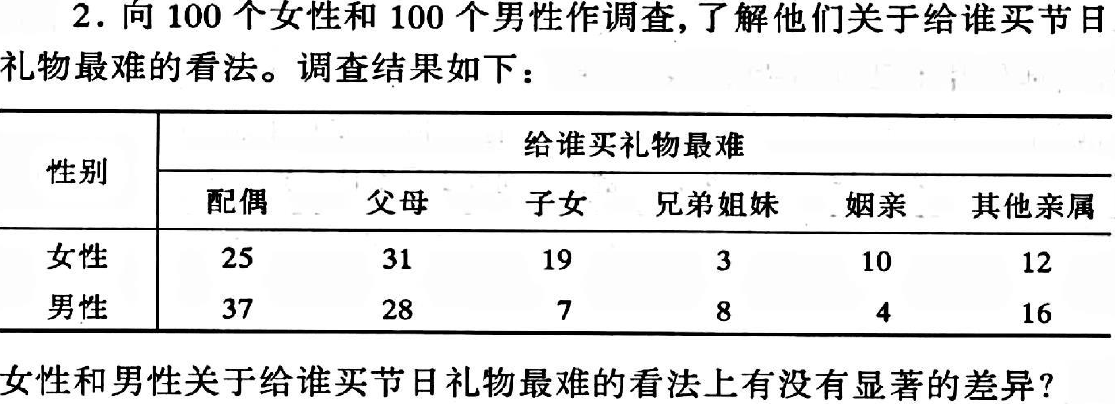 2. 向 100 个女性和 100 个男性作调查,了解他们关于给谁买节日
礼物最难的看法。调查结果如下:
性别 给谁买礼物最难
配偶 父母 子女 兄弟姐妹 姻亲 其他亲属
女性 25 31 19 3 10 12
男性 37 28 7 8 4 16
女性和男性关于给谁买节日礼物最难的看法上有没有显著的差异?